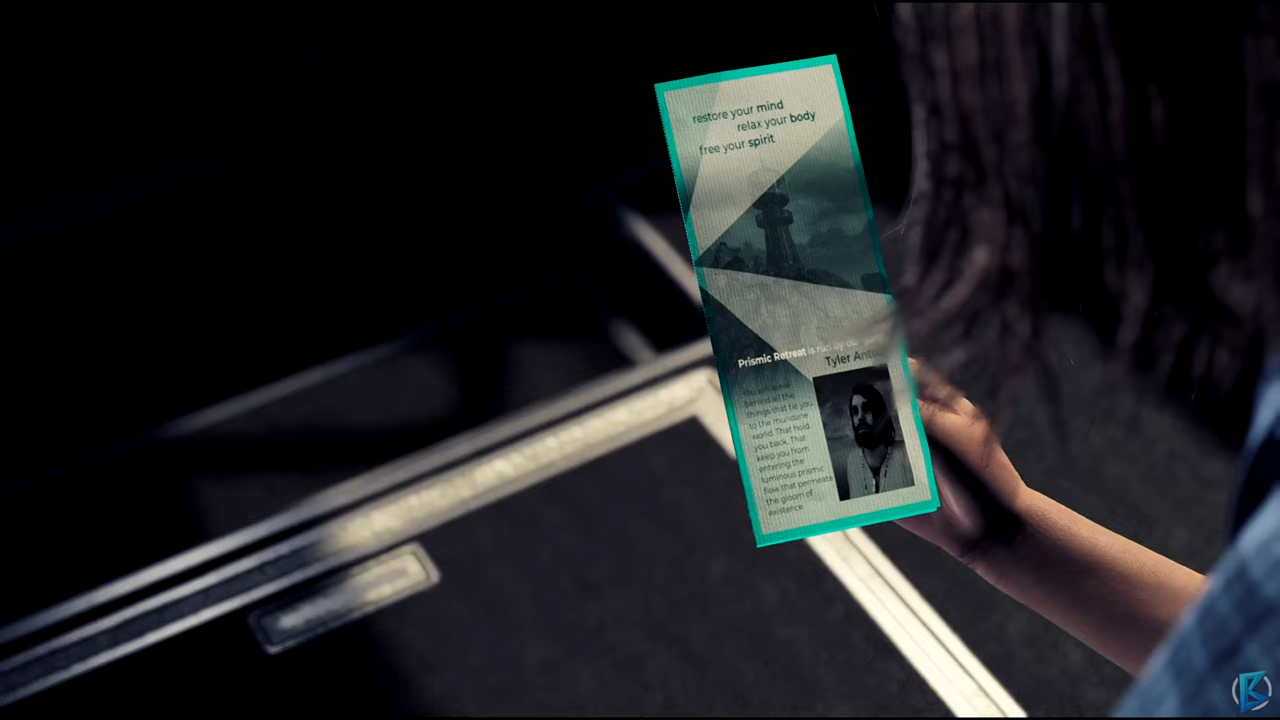 restore your mind
relax your body
free your spirit
Prismic Retreat is run by
Tyler
behind all the
things that tie you
to the mundane
world. That hold
you back. That
keep you from
entering the
luminous prismic
flow that permeate
the gloom of
existence